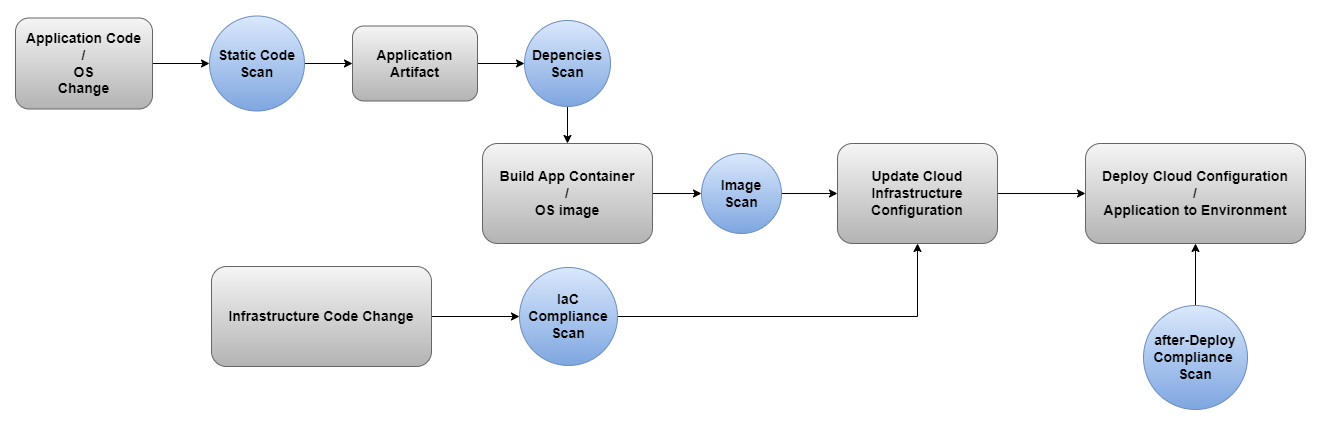 Application Code
/
OS
Change
Static Code
Scan
Application
Artifact
Depencies
Scan
Build App Container
/
OS image
Image
Scan
Update Cloud
Infrastructure
Configuration
Deploy Cloud Configuration
/
Application to Environment
Infrastructure Code Change
IaC
Compliance
Scan
after-Deploy
Compliance
Scan